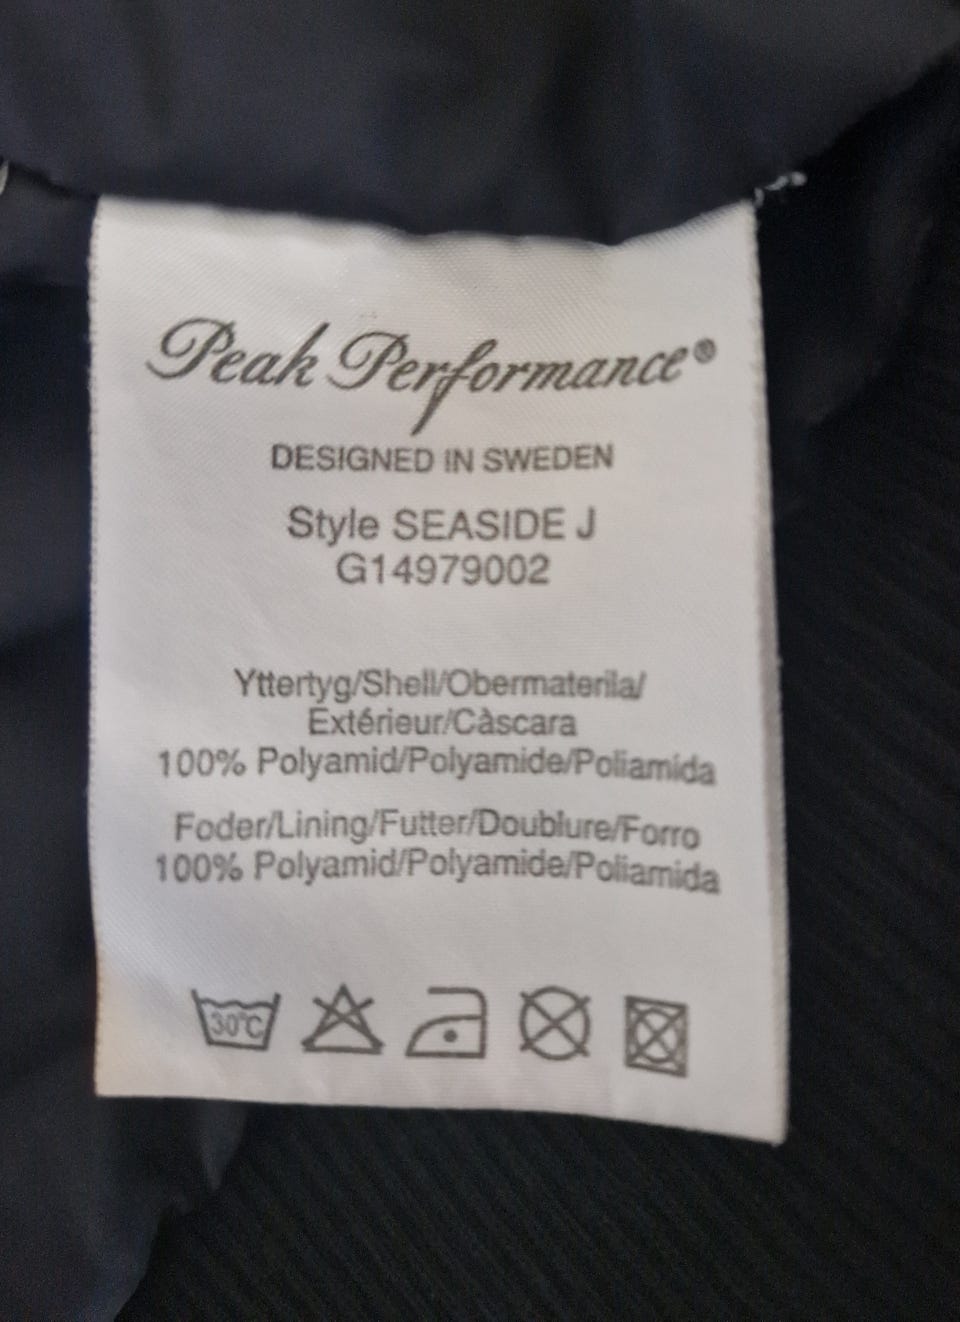 Peak Performance®
DESIGNED IN SWEDEN
Style SEASIDE J
G14979002
Yttertyg/Shell/Obermaterila/
Extérieur/Càscara
100% Polyamid/Polyamide/Poliamida
Foder/Lining/Futter/Doublure/Forro
100% Polyamid/Polyamide/Poliamida
30°C